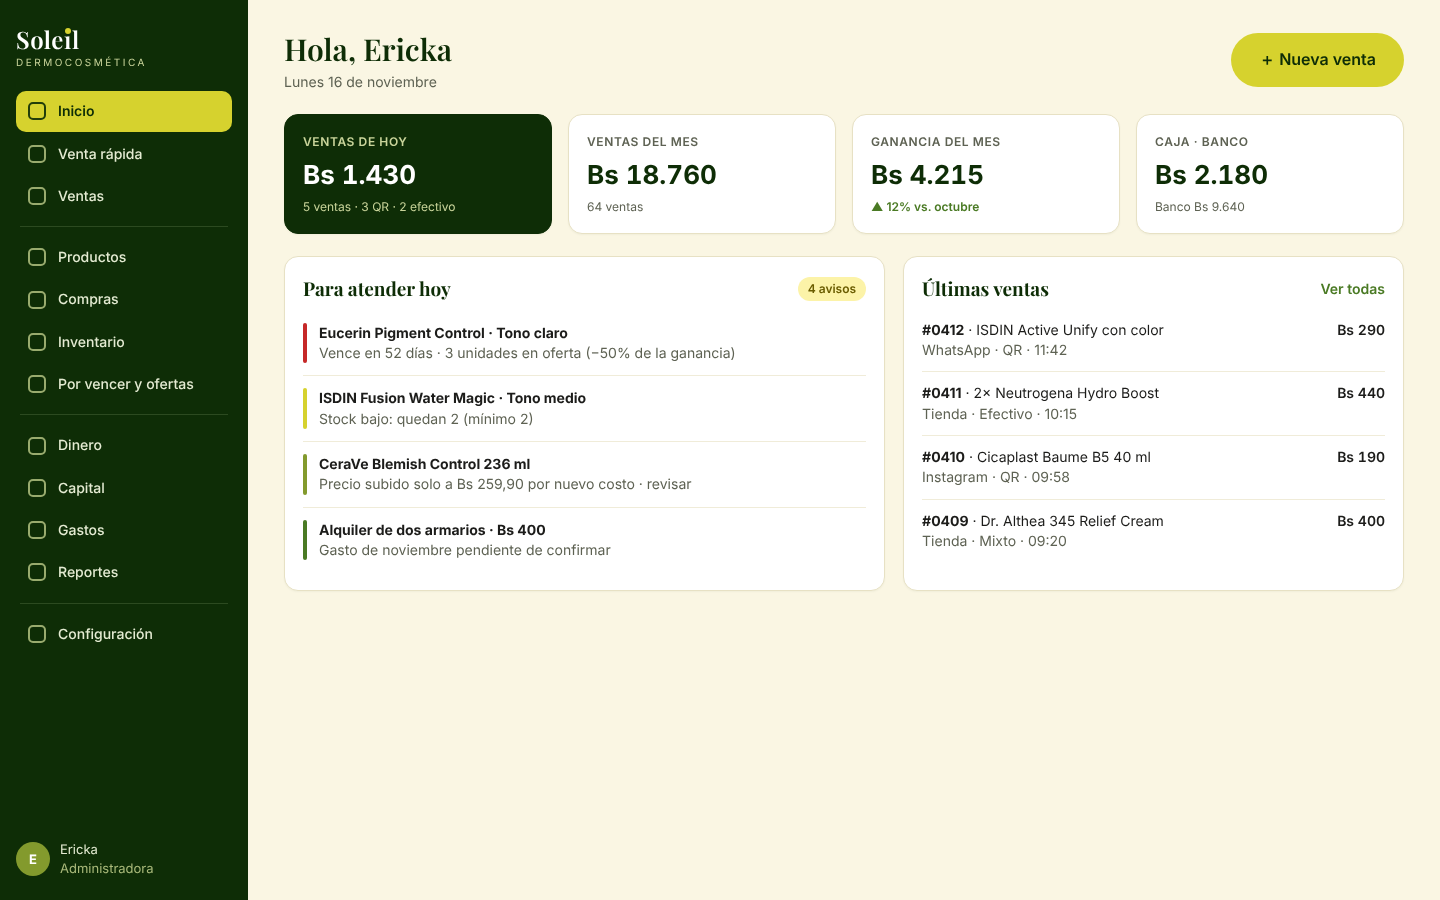 Soleil
DERMOCOSMÉTICA
Inicio
Venta rápida
Ventas
Productos
Compras
Inventario
Por vencer y ofertas
Dinero
Capital
Gastos
Reportes
Configuración
E
Ericka
Administradora
Hola, Ericka
Lunes 16 de noviembre
+ Nueva venta
VENTAS DE HOY
Bs 1.430
5 ventas · 3 QR · 2 efectivo
VENTAS DEL MES
Bs 18.760
64 ventas
GANANCIA DEL MES
Bs 4.215
▲ 12% vs. octubre
CAJA · BANCO
Bs 2.180
Banco Bs 9.640
Para atender hoy
4 avisos
Eucerin Pigment Control · Tono claro
Vence en 52 días · 3 unidades en oferta (−50% de la ganancia)
ISDIN Fusion Water Magic · Tono medio
Stock bajo: quedan 2 (mínimo 2)
CeraVe Blemish Control 236 ml
Precio subido solo a Bs 259,90 por nuevo costo · revisar
Alquiler de dos armarios · Bs 400
Gasto de noviembre pendiente de confirmar
Últimas ventas
Ver todas
#0412 · ISDIN Active Unify con color
Bs 290
WhatsApp · QR · 11:42
#0411 · 2× Neutrogena Hydro Boost
Bs 440
Tienda · Efectivo · 10:15
#0410 · Cicaplast Baume B5 40 ml
Bs 190
Instagram · QR · 09:58
#0409 · Dr. Althea 345 Relief Cream
Bs 400
Tienda · Mixto · 09:20